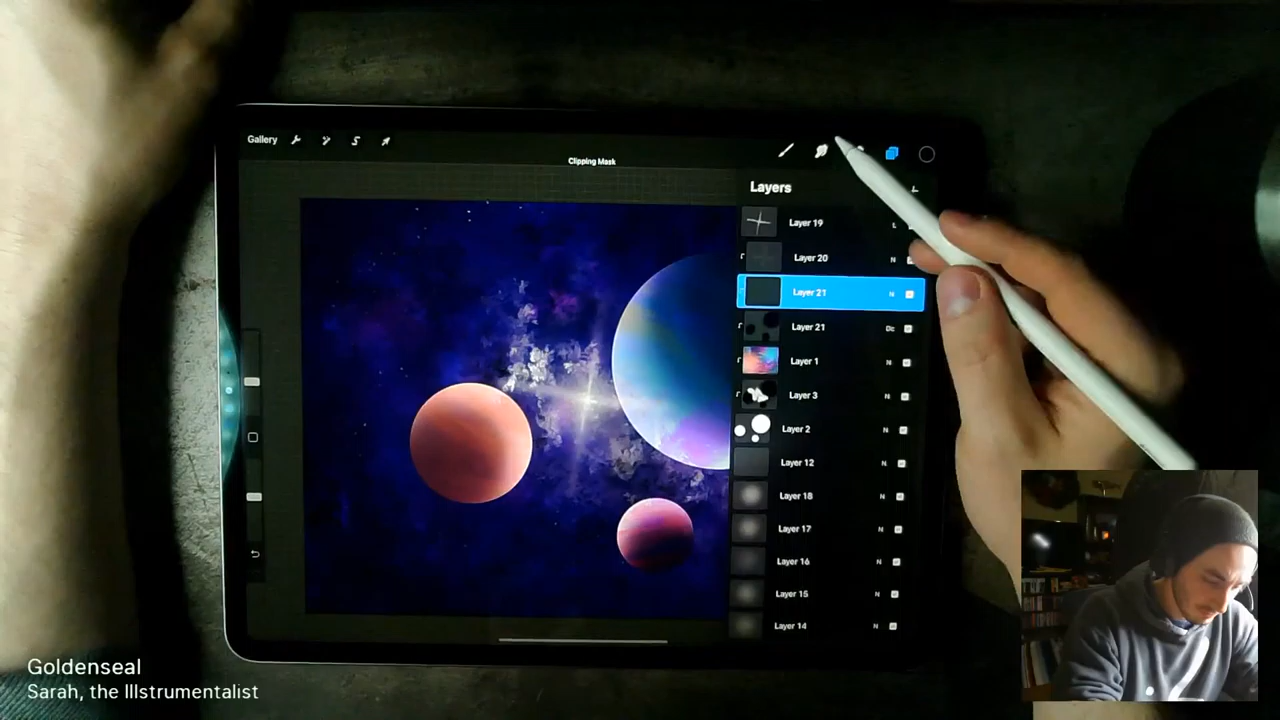 Gallery
Clipping Mask
Layers
Layer 19
L
Layer 20
N
Layer 21
N
Layer 21
Dc
Layer 1
N
Layer 3
N
Layer 2
N
Layer 12
N
Layer 18
N
Layer 17
N
Layer 16
N
Layer 15
N
Layer 14
N
Goldenseal
Sarah, the Illstrumentalist